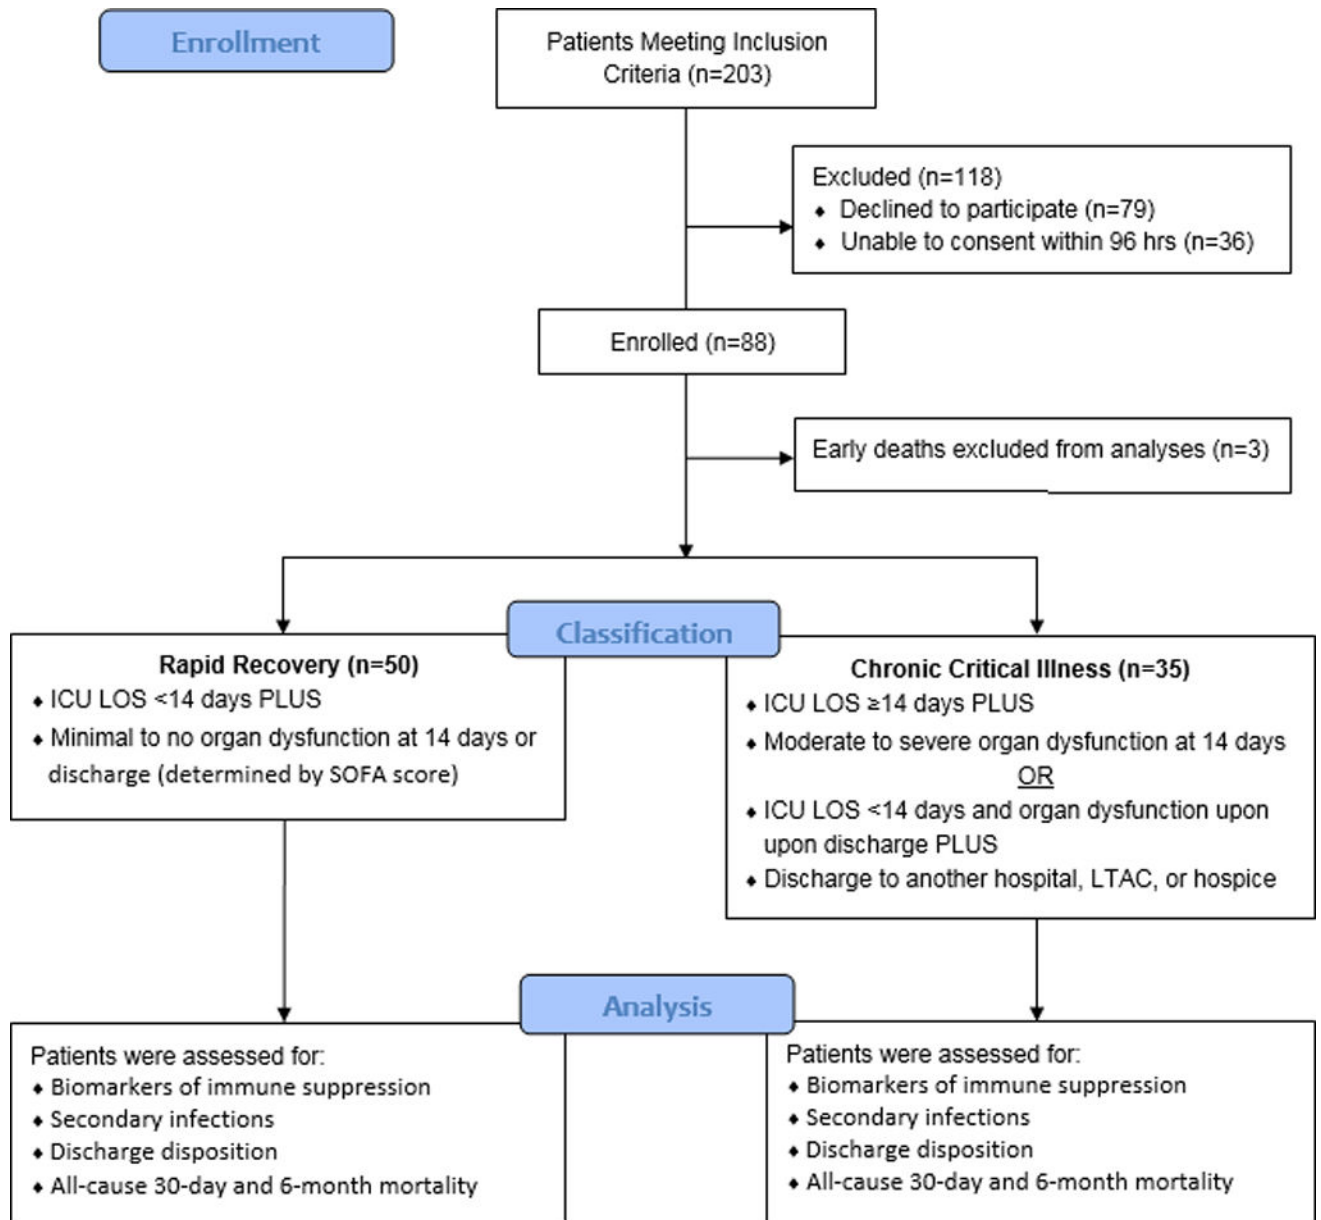 Enrollment
Patients Meeting Inclusion
Criteria (n=203)
Excluded (n=118)
♦ Declined to participate (n=79)
♦ Unable to consent within 96 hrs (n=36)
Enrolled (n=88)
Early deaths excluded from analyses (n=3)
Classification
Rapid Recovery (n=50)
♦ ICU LOS <14 days PLUS
♦ Minimal to no organ dysfunction at 14 days or
discharge (determined by SOFA score)
Chronic Critical Illness (n=35)
♦ ICU LOS ≥14 days PLUS
♦ Moderate to severe organ dysfunction at 14 days
OR
♦ ICU LOS <14 days and organ dysfunction upon
upon discharge PLUS
♦ Discharge to another hospital, LTAC, or hospice
Analysis
Patients were assessed for:
♦ Biomarkers of immune suppression
♦ Secondary infections
♦ Discharge disposition
♦ All-cause 30-day and 6-month mortality
Patients were assessed for:
♦ Biomarkers of immune suppression
♦ Secondary infections
♦ Discharge disposition
♦ All-cause 30-day and 6-month mortality